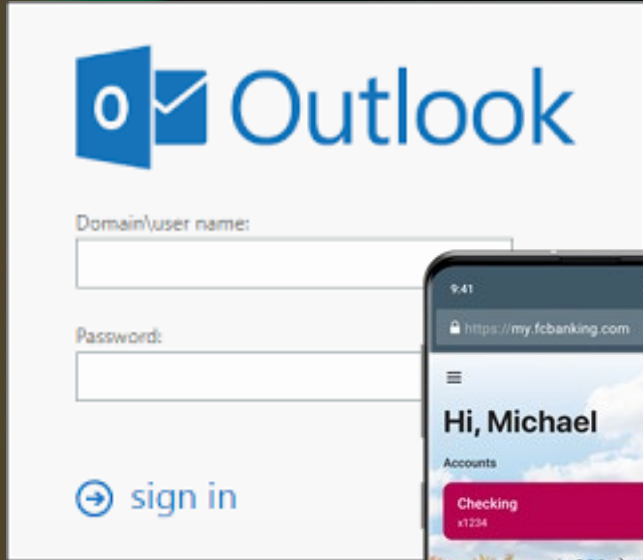 Outlook
Domain\user name:
Password:
sign in
9:41
https://my.fcbanking.com
Hi, Michael
Accounts
Checking
x1234